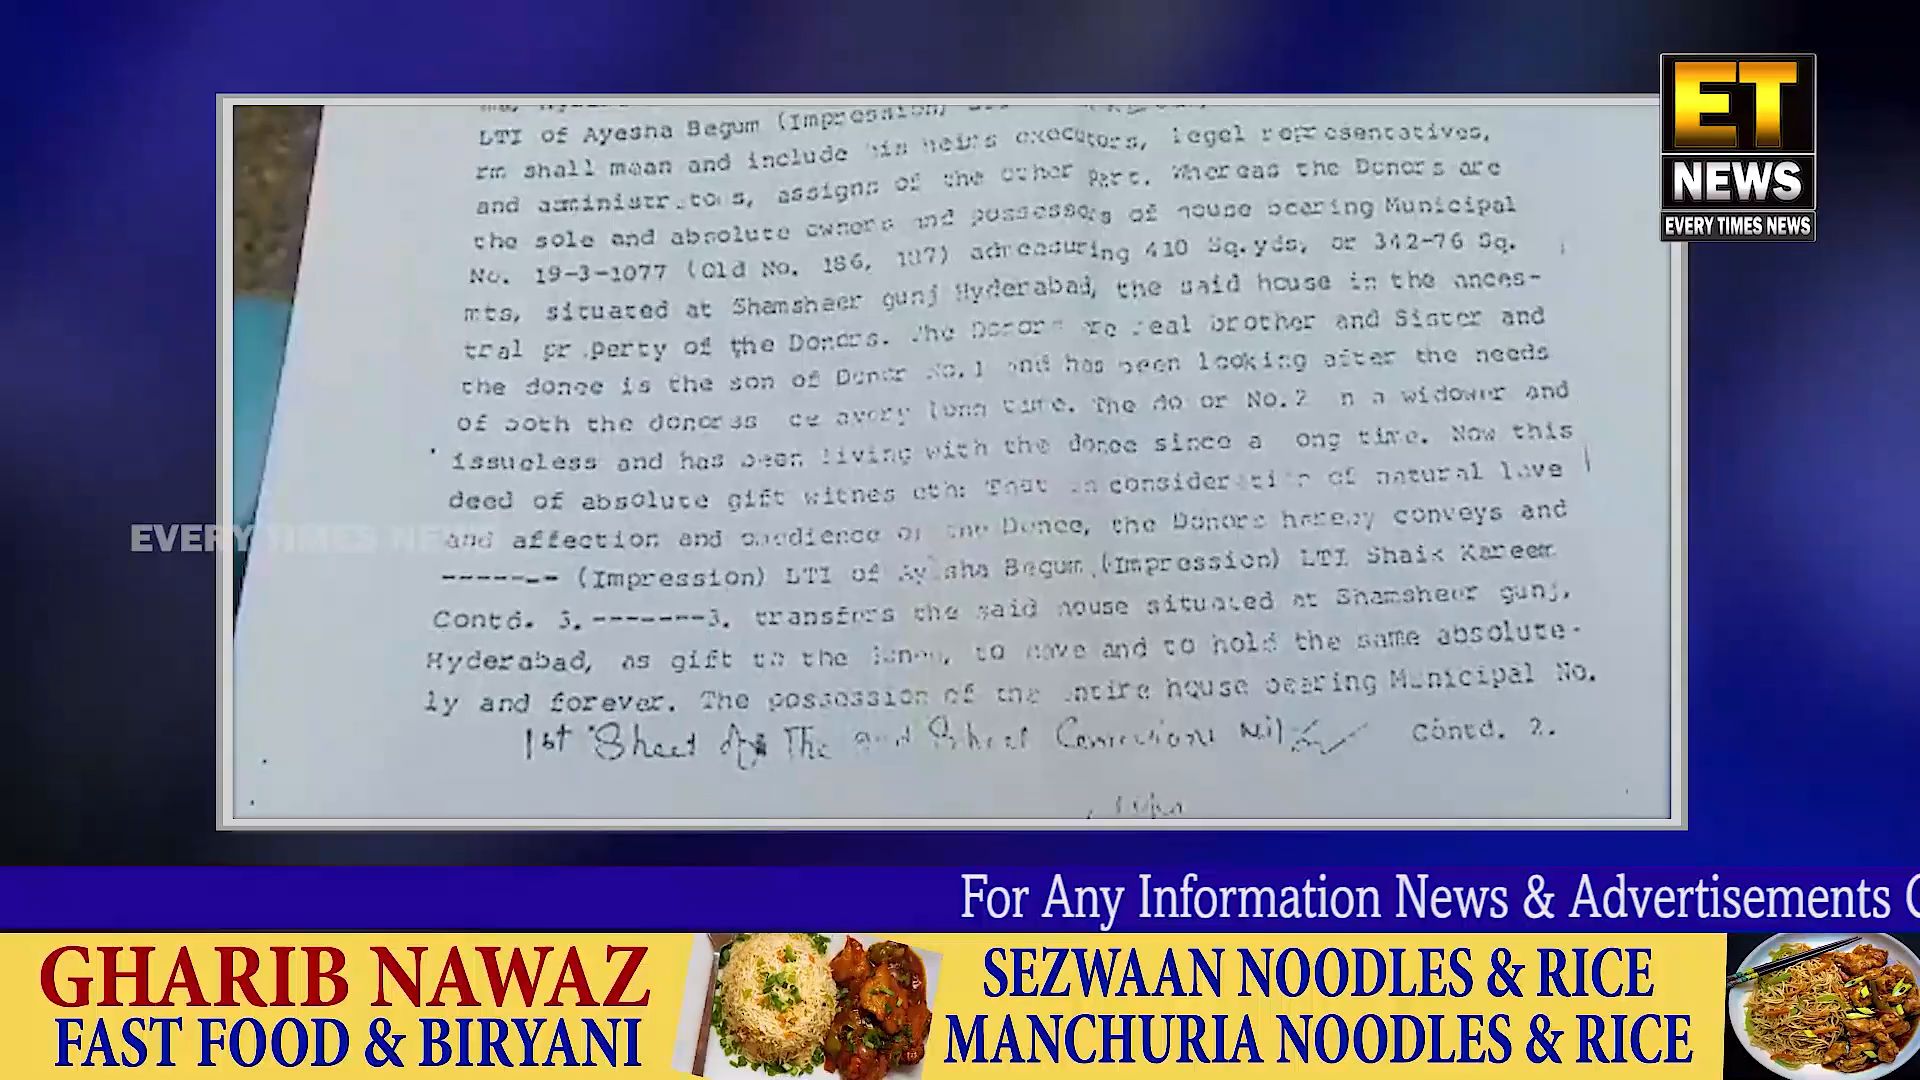 LTI of Ayesha Begum (Impression)
rm shall mean and include his heirs executors, legel representatives,
and administrators, assigns of the other Part. Whereas the Donors are
the sole and absolute owners and possessors of house bearing Municipal
No. 19-3-1077 (Old No. 186, 187) admeasuring 410 Sq.yds, or 342-76 Sq.
mts, situated at Shamsheer gunj Hyderabad, the said house is the ances-
tral property of the Donors. The Donors are real brother and Sister and
the donee is the son of Donor No.1 and has been looking after the needs
of both the donors long time. The donor No.2 widower and
issueless and has been living with the donee since a long time. Now this
deed of absolute gift witnesseth: That in consideration of natural love
and affection and obedience of the Donee, the Donors hereby conveys and
------- (Impression) LTI of Ayesha Begum (Impression) LTI Shaik Kareem
Contd. 3.-------3. transfers the said house situated at Shamsheer gunj,
Hyderabad, as gift to the donee, to have and to hold the same absolute-
ly and forever. The possession of the entire house bearing Municipal No.
1st Sheet of The 2nd Sheet Corrections Nil
Contd. 2.
ET
NEWS
EVERY TIMES NEWS
EVERY TIMES NEWS
For Any Information News & Advertisements C
GHARIB NAWAZ
FAST FOOD & BIRYANI
SEZWAAN NOODLES & RICE
MANCHURIA NOODLES & RICE